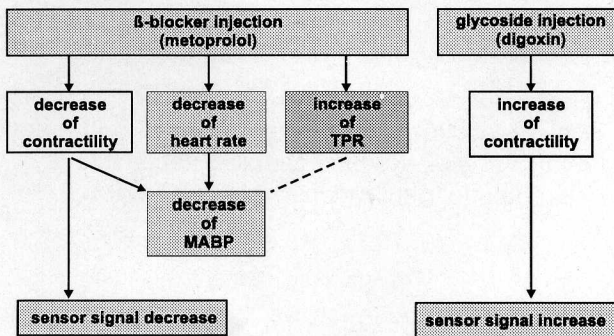 ß-blocker injection
(metoprolol)
glycoside injection
(digoxin)
decrease
of
contractility
decrease
of
heart rate
increase
of
TPR
increase
of
contractility
decrease
of
MABP
sensor signal decrease
sensor signal increase